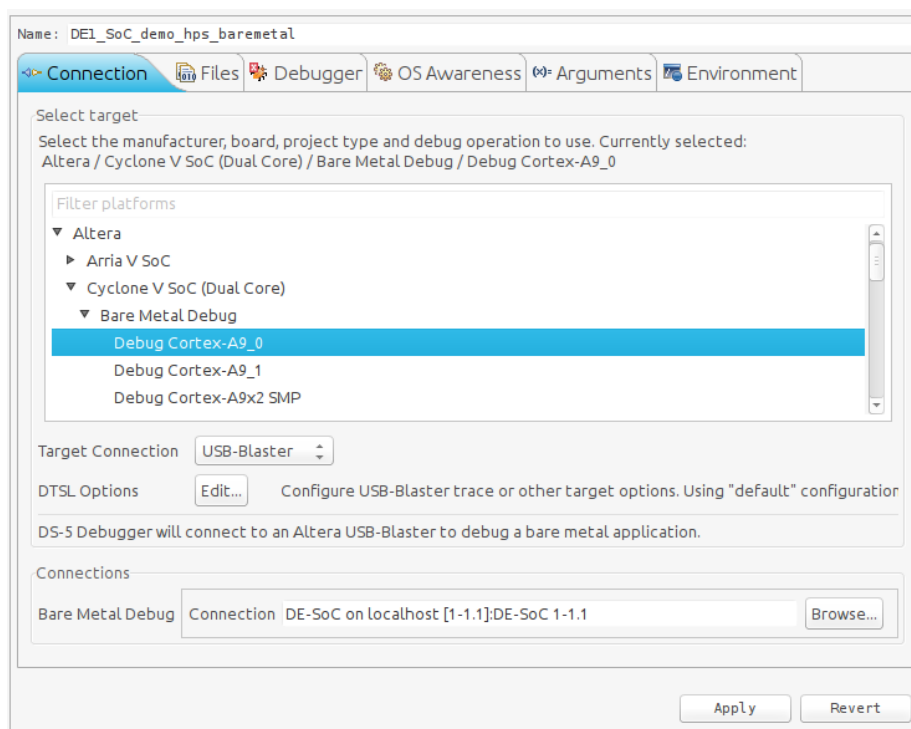 Name: DE1_SoC_demo_hps_baremetal
Connection Files Debugger OS Awareness Arguments Environment
Select target
Select the manufacturer, board, project type and debug operation to use. Currently selected:
Altera / Cyclone V SoC (Dual Core) / Bare Metal Debug / Debug Cortex-A9_0
Filter platforms
Altera
Arria V SoC
Cyclone V SoC (Dual Core)
Bare Metal Debug
Debug Cortex-A9_0
Debug Cortex-A9_1
Debug Cortex-A9x2 SMP
Target Connection USB-Blaster
DTSL Options Edit... Configure USB-Blaster trace or other target options. Using "default" configuration
DS-5 Debugger will connect to an Altera USB-Blaster to debug a bare metal application.
Connections
Bare Metal Debug Connection DE-SoC on localhost [1-1.1]:DE-SoC 1-1.1 Browse...
Apply Revert